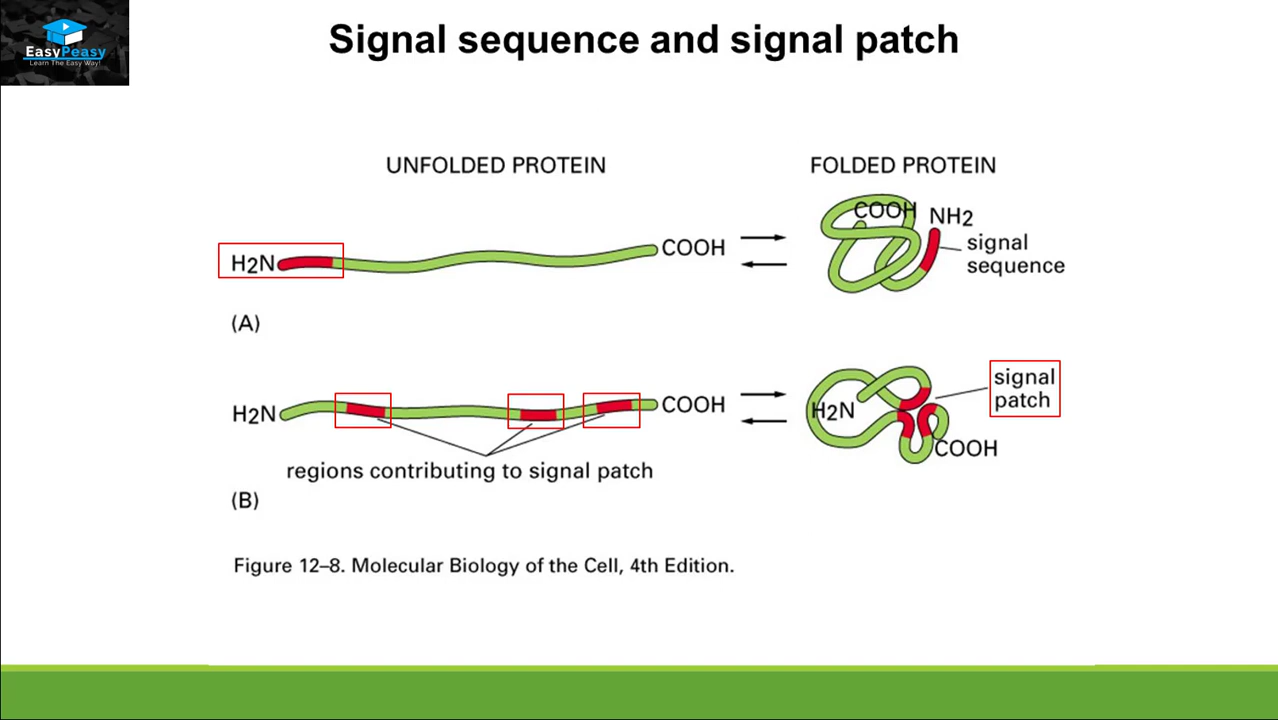 EasyPeasy
Learn The Easy Way!
Signal sequence and signal patch
UNFOLDED PROTEIN
FOLDED PROTEIN
H2N
COOH
COOH
NH2
signal
sequence
(A)
H2N
COOH
H2N
COOH
signal
patch
regions contributing to signal patch
(B)
Figure 12–8. Molecular Biology of the Cell, 4th Edition.